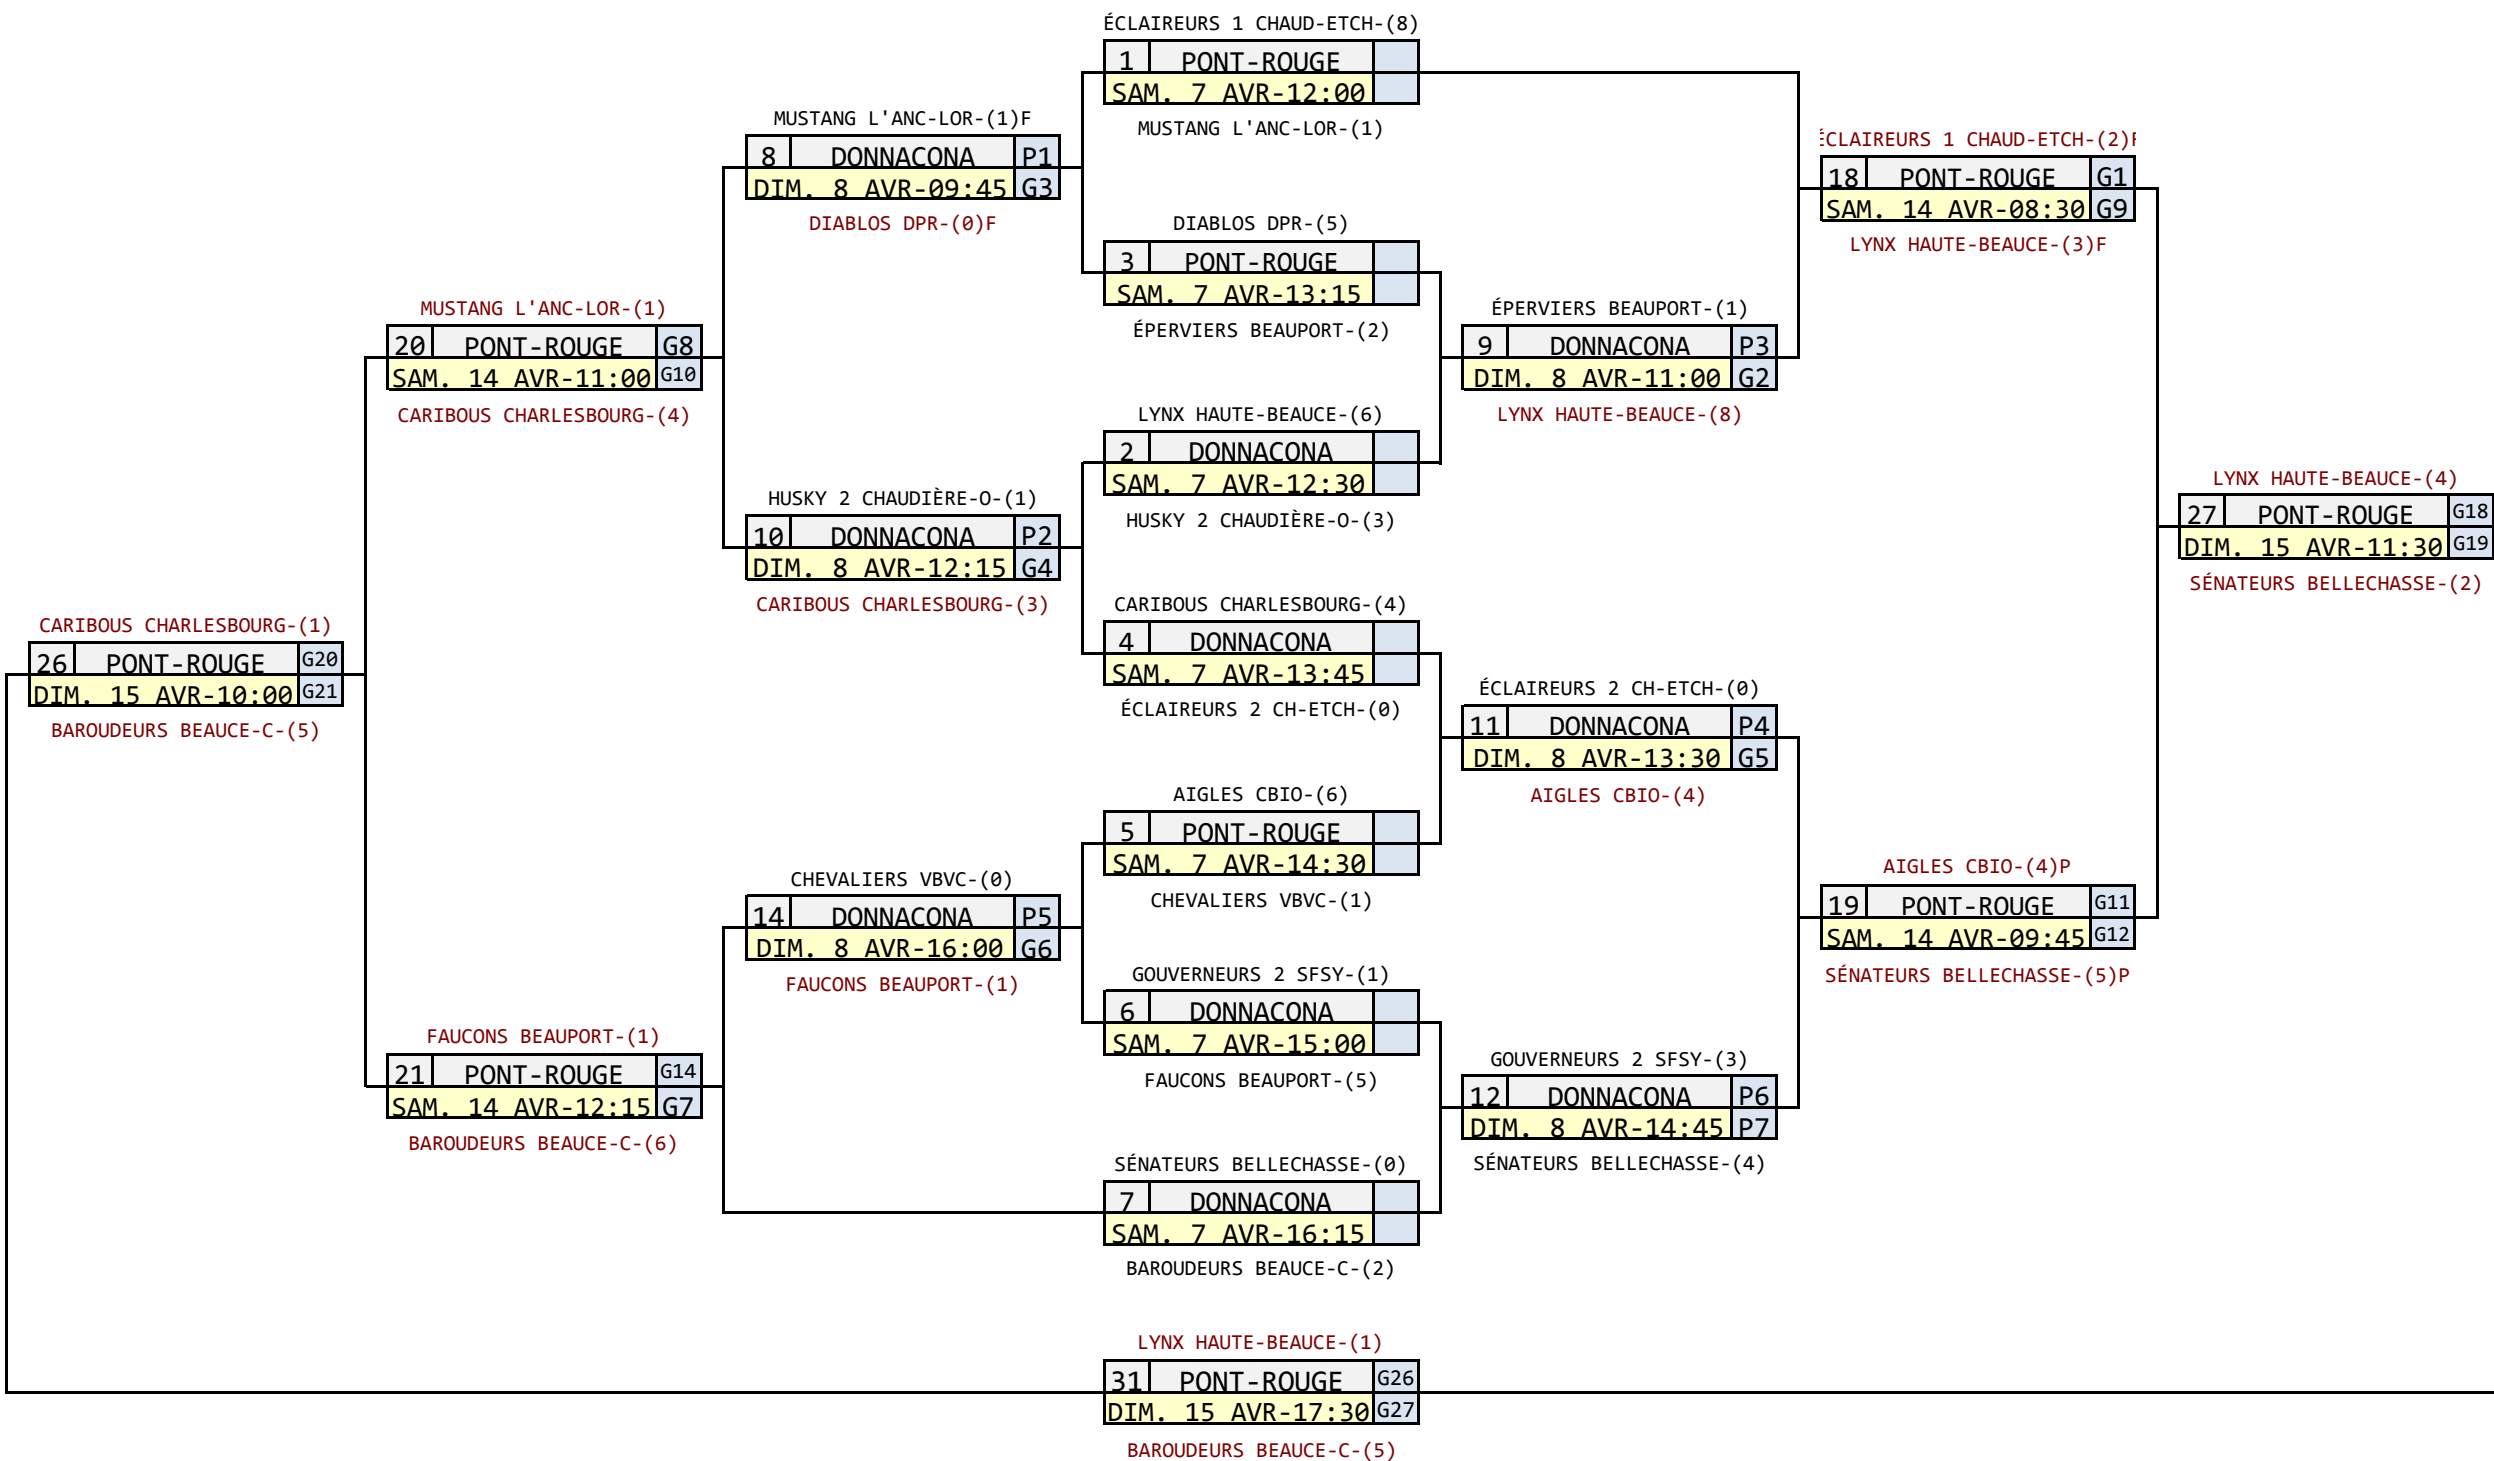 ÉCLAIREURS 1 CHAUD-ETCH-(8)
1 PONT-ROUGE
SAM. 7 AVR-12:00
MUSTANG L'ANC-LOR-(1)
MUSTANG L'ANC-LOR-(1)F
8 DONNACONA P1
DIM. 8 AVR-09:45 G3
DIABLOS DPR-(0)F
ÉCLAIREURS 1 CHAUD-ETCH-(2)F
18 PONT-ROUGE G1
SAM. 14 AVR-08:30 G9
LYNX HAUTE-BEAUCE-(3)F
DIABLOS DPR-(5)
3 PONT-ROUGE
SAM. 7 AVR-13:15
ÉPERVIERS BEAUPORT-(2)
MUSTANG L'ANC-LOR-(1)
20 PONT-ROUGE G8
SAM. 14 AVR-11:00 G10
CARIBOUS CHARLESBOURG-(4)
ÉPERVIERS BEAUPORT-(1)
9 DONNACONA P3
DIM. 8 AVR-11:00 G2
LYNX HAUTE-BEAUCE-(8)
LYNX HAUTE-BEAUCE-(6)
2 DONNACONA
SAM. 7 AVR-12:30
HUSKY 2 CHAUDIÈRE-O-(3)
LYNX HAUTE-BEAUCE-(4)
27 PONT-ROUGE G18
DIM. 15 AVR-11:30 G19
SÉNATEURS BELLECHASSE-(2)
HUSKY 2 CHAUDIÈRE-O-(1)
10 DONNACONA P2
DIM. 8 AVR-12:15 G4
CARIBOUS CHARLESBOURG-(3)
CARIBOUS CHARLESBOURG-(4)
4 DONNACONA
SAM. 7 AVR-13:45
ÉCLAIREURS 2 CH-ETCH-(0)
CARIBOUS CHARLESBOURG-(1)
26 PONT-ROUGE G20
DIM. 15 AVR-10:00 G21
BAROUDEURS BEAUCE-C-(5)
ÉCLAIREURS 2 CH-ETCH-(0)
11 DONNACONA P4
DIM. 8 AVR-13:30 G5
AIGLES CBIO-(4)
AIGLES CBIO-(6)
5 PONT-ROUGE
SAM. 7 AVR-14:30
CHEVALIERS VBVC-(1)
CHEVALIERS VBVC-(0)
14 DONNACONA P5
DIM. 8 AVR-16:00 G6
FAUCONS BEAUPORT-(1)
AIGLES CBIO-(4)P
19 PONT-ROUGE G11
SAM. 14 AVR-09:45 G12
SÉNATEURS BELLECHASSE-(5)P
GOUVERNEURS 2 SFSY-(1)
6 DONNACONA
SAM. 7 AVR-15:00
FAUCONS BEAUPORT-(5)
FAUCONS BEAUPORT-(1)
21 PONT-ROUGE G14
SAM. 14 AVR-12:15 G7
BAROUDEURS BEAUCE-C-(6)
GOUVERNEURS 2 SFSY-(3)
12 DONNACONA P6
DIM. 8 AVR-14:45 P7
SÉNATEURS BELLECHASSE-(4)
SÉNATEURS BELLECHASSE-(0)
7 DONNACONA
SAM. 7 AVR-16:15
BAROUDEURS BEAUCE-C-(2)
LYNX HAUTE-BEAUCE-(1)
31 PONT-ROUGE G26
DIM. 15 AVR-17:30 G27
BAROUDEURS BEAUCE-C-(5)